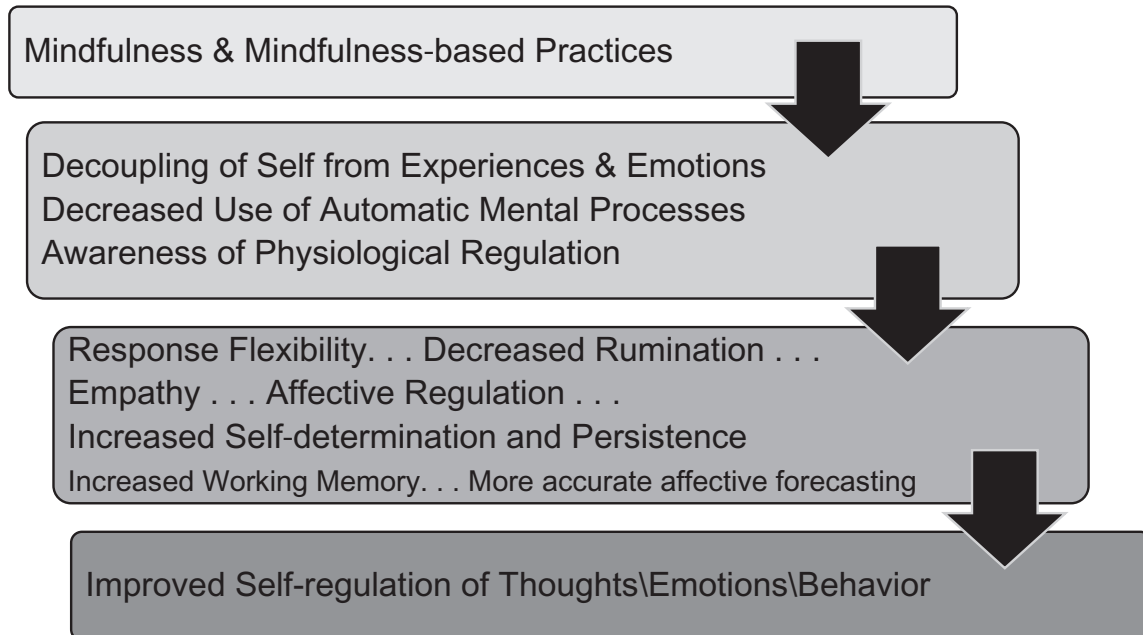 Mindfulness & Mindfulness-based Practices
Decoupling of Self from Experiences & Emotions
Decreased Use of Automatic Mental Processes
Awareness of Physiological Regulation
Response Flexibility. . . Decreased Rumination . . .
Empathy . . . Affective Regulation . . .
Increased Self-determination and Persistence
Increased Working Memory. . . More accurate affective forecasting
Improved Self-regulation of Thoughts\Emotions\Behavior